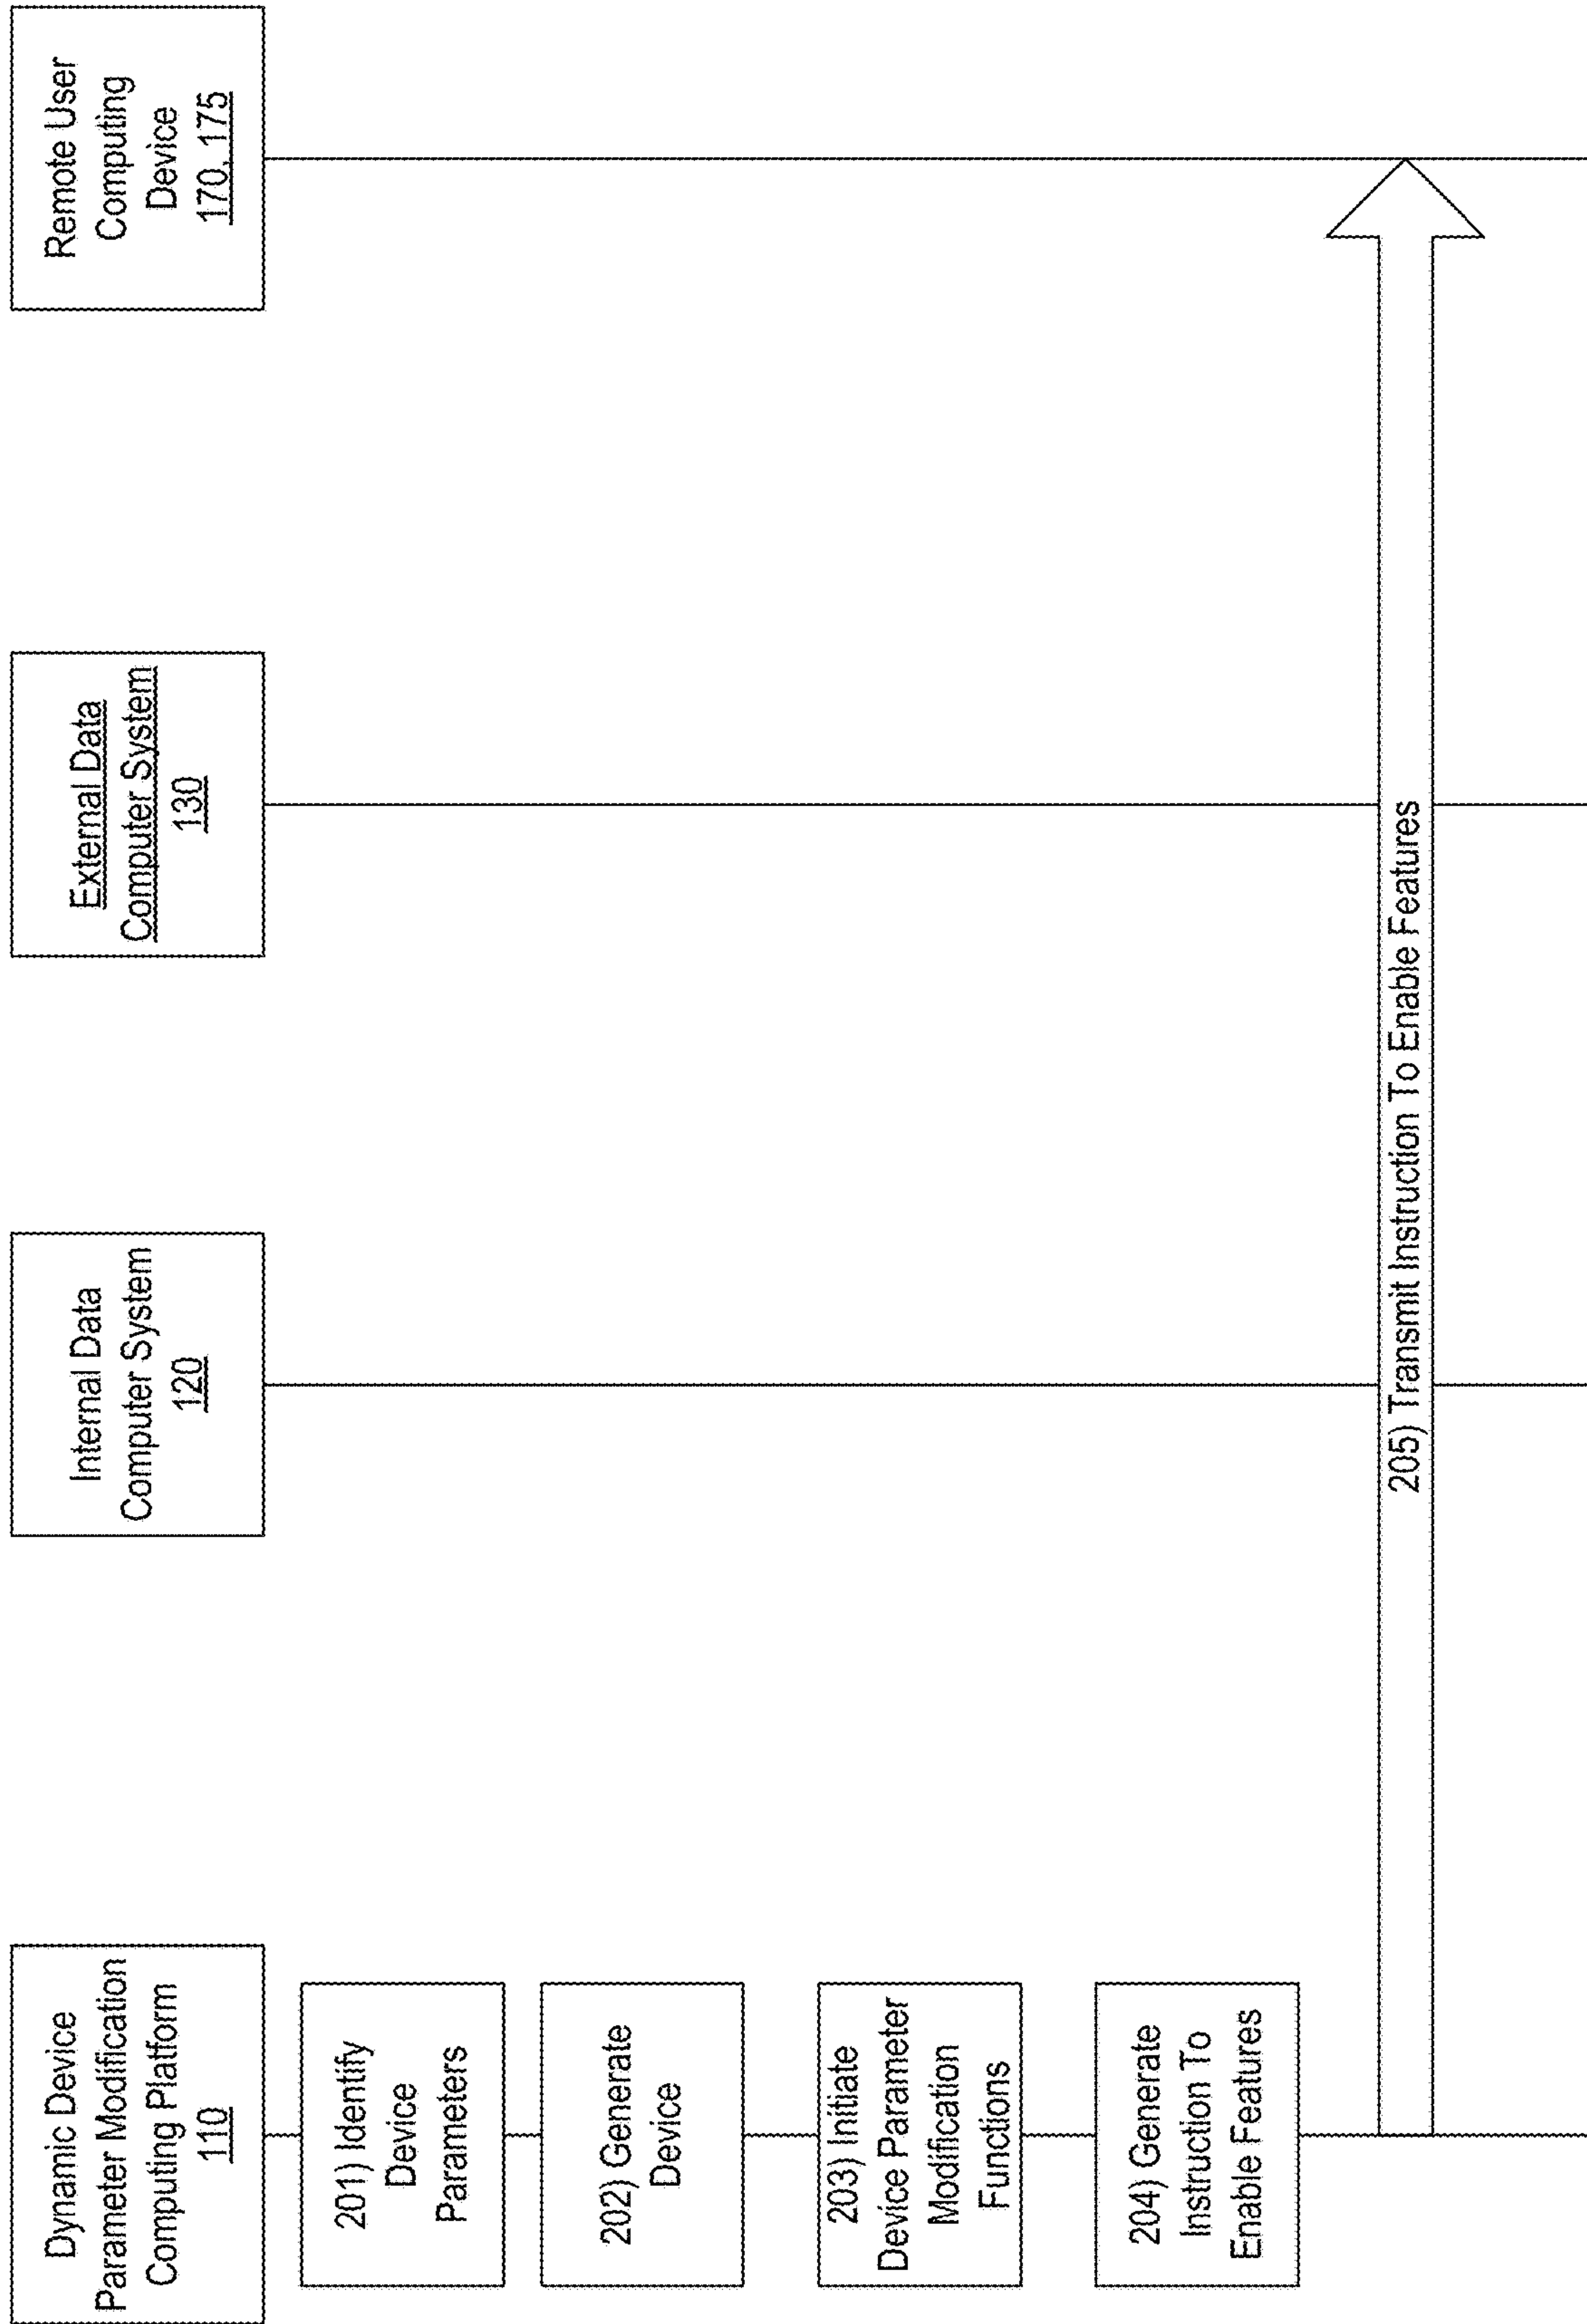 Dynamic Device
Parameter Modification
Computing Platform
110
Internal Data
Computer System
120
External Data
Computer System
130
Remote User
Computing
Device
170, 175
201) Identify
Device
Parameters
202) Generate
Device
203) Initiate
Device Parameter
Modification
Functions
204) Generate
Instruction To
Enable Features
205) Transmit Instruction To Enable Features